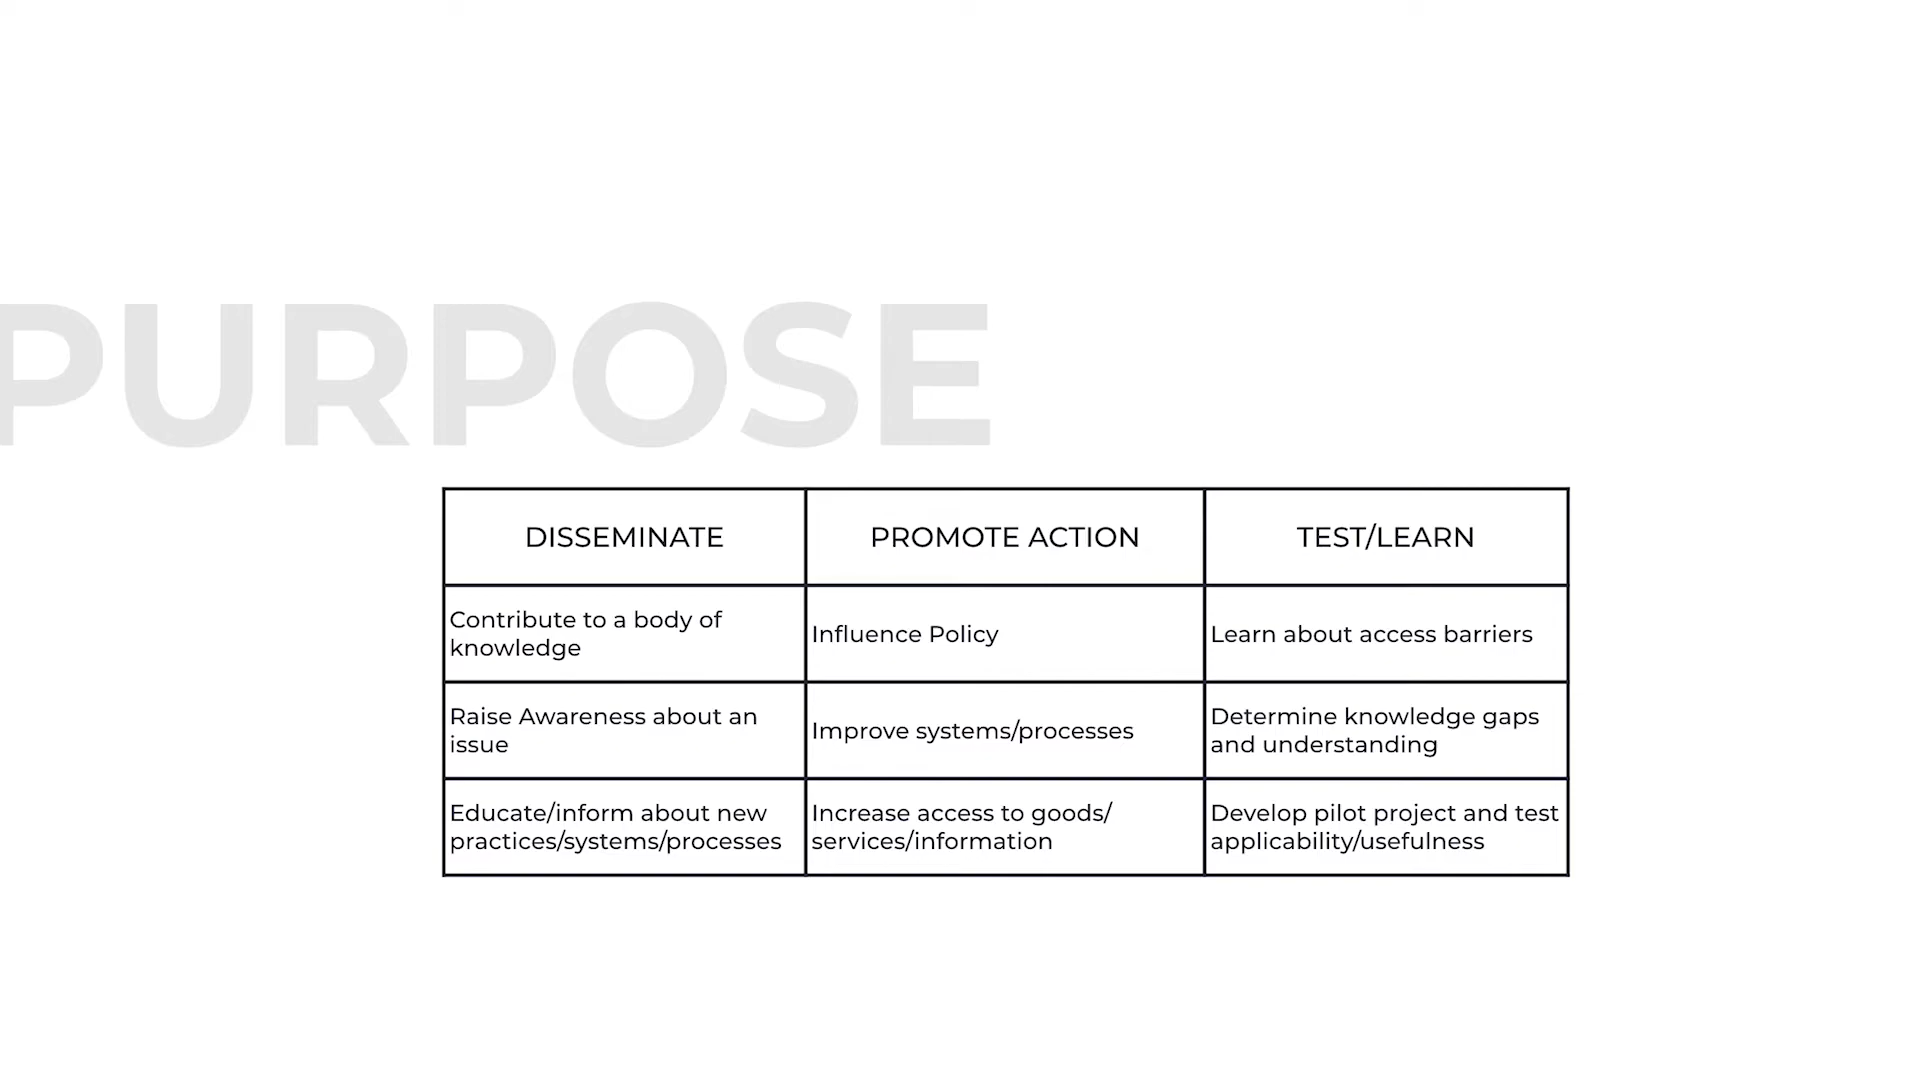 PURPOSE
DISSEMINATE
PROMOTE ACTION
TEST/LEARN
Contribute to a body of
knowledge
Influence Policy
Learn about access barriers
Raise Awareness about an
issue
Improve systems/processes
Determine knowledge gaps
and understanding
Educate/inform about new
practices/systems/processes
Increase access to goods/
services/information
Develop pilot project and test
applicability/usefulness